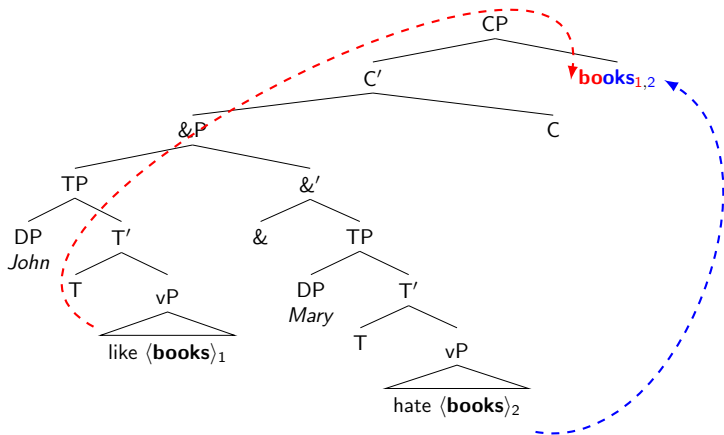 CP
C′ books1,2
&P C
TP &′
DP T′ & TP
John
T vP DP T′
Mary
like ⟨books⟩1 T vP
hate ⟨books⟩2